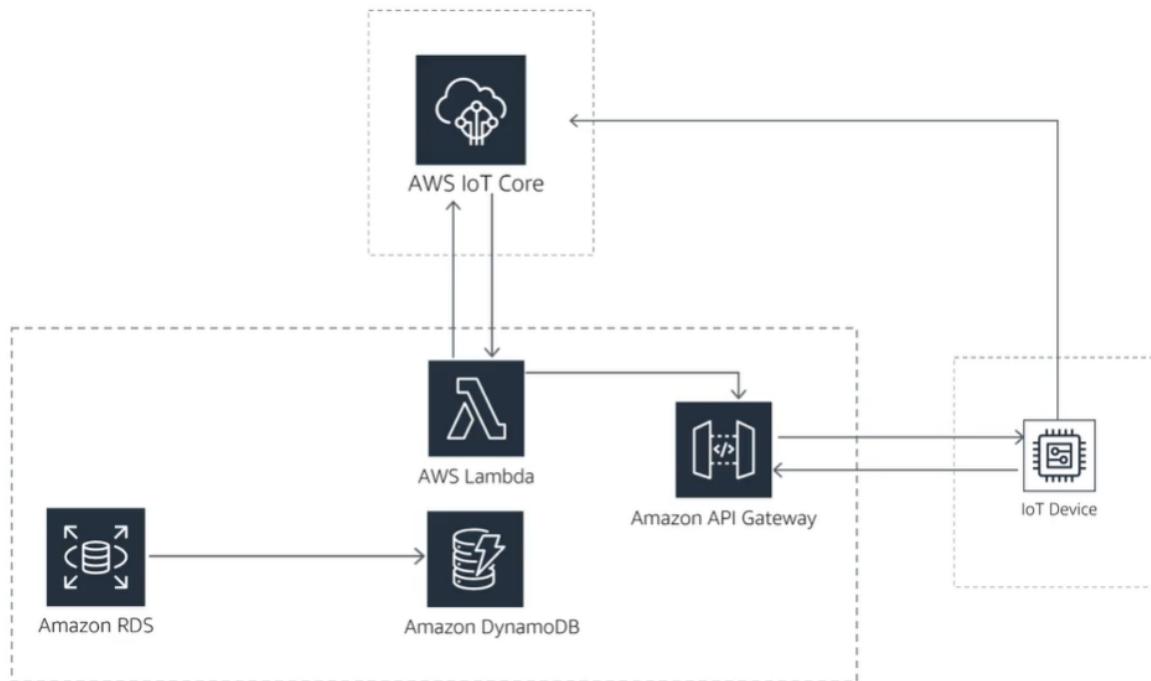 AWS IoT Core
AWS Lambda
Amazon API Gateway
IoT Device
Amazon RDS
Amazon DynamoDB